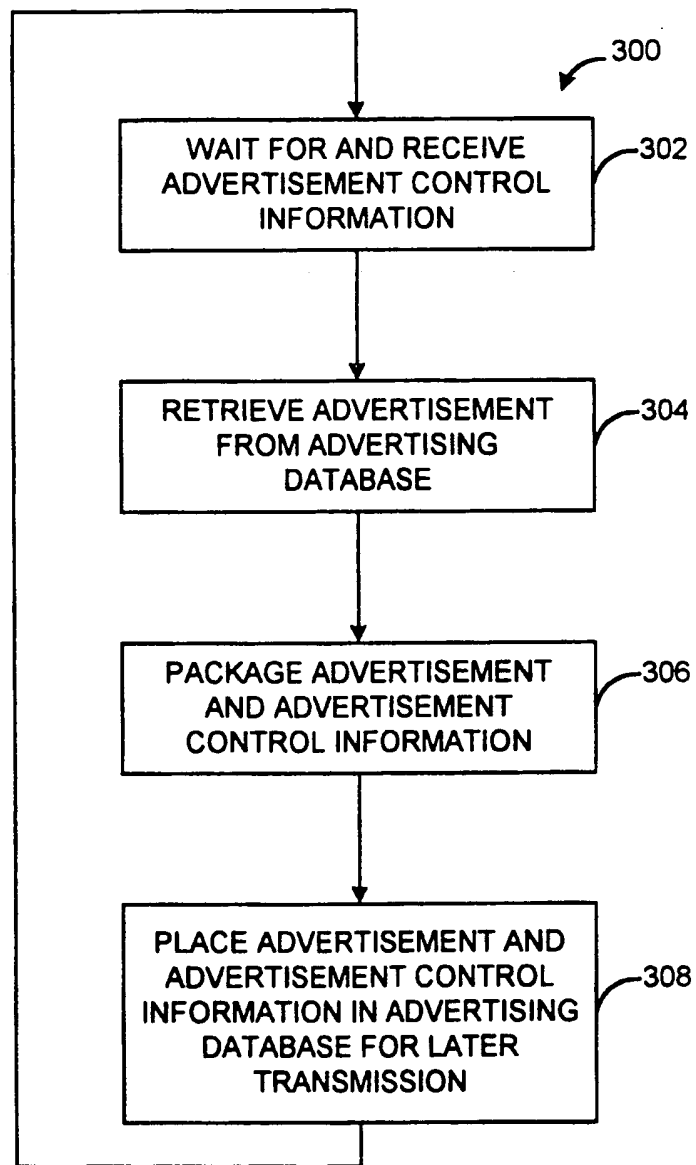 300
WAIT FOR AND RECEIVE
ADVERTISEMENT CONTROL
INFORMATION
302
RETRIEVE ADVERTISEMENT
FROM ADVERTISING
DATABASE
304
PACKAGE ADVERTISEMENT
AND ADVERTISEMENT
CONTROL INFORMATION
306
PLACE ADVERTISEMENT AND
ADVERTISEMENT CONTROL
INFORMATION IN ADVERTISING
DATABASE FOR LATER
TRANSMISSION
308